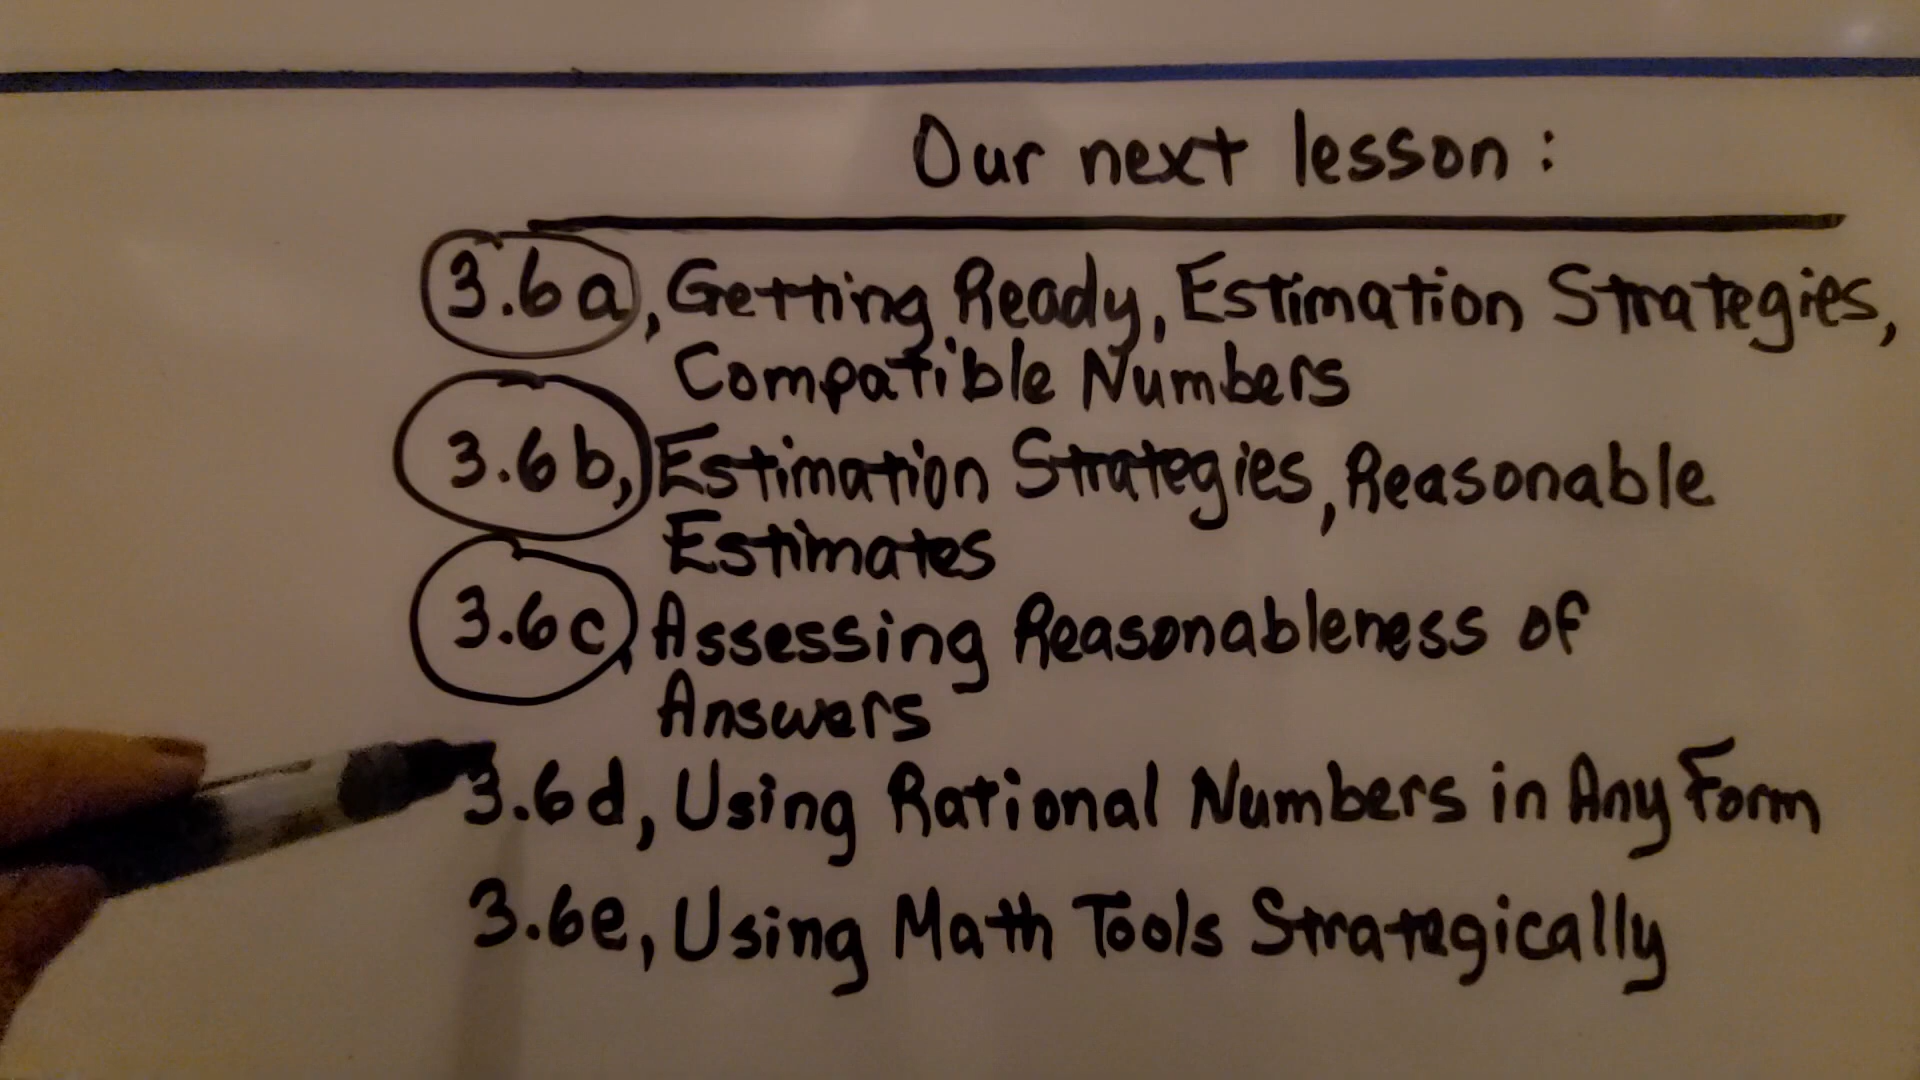 Our next lesson:
3.6a, Getting Ready, Estimation Strategies,
Compatible Numbers
3.6b, Estimation Strategies, Reasonable
Estimates
3.6c, Assessing Reasonableness of
Answers
3.6d, Using Rational Numbers in Any Form
3.6e, Using Math Tools Strategically